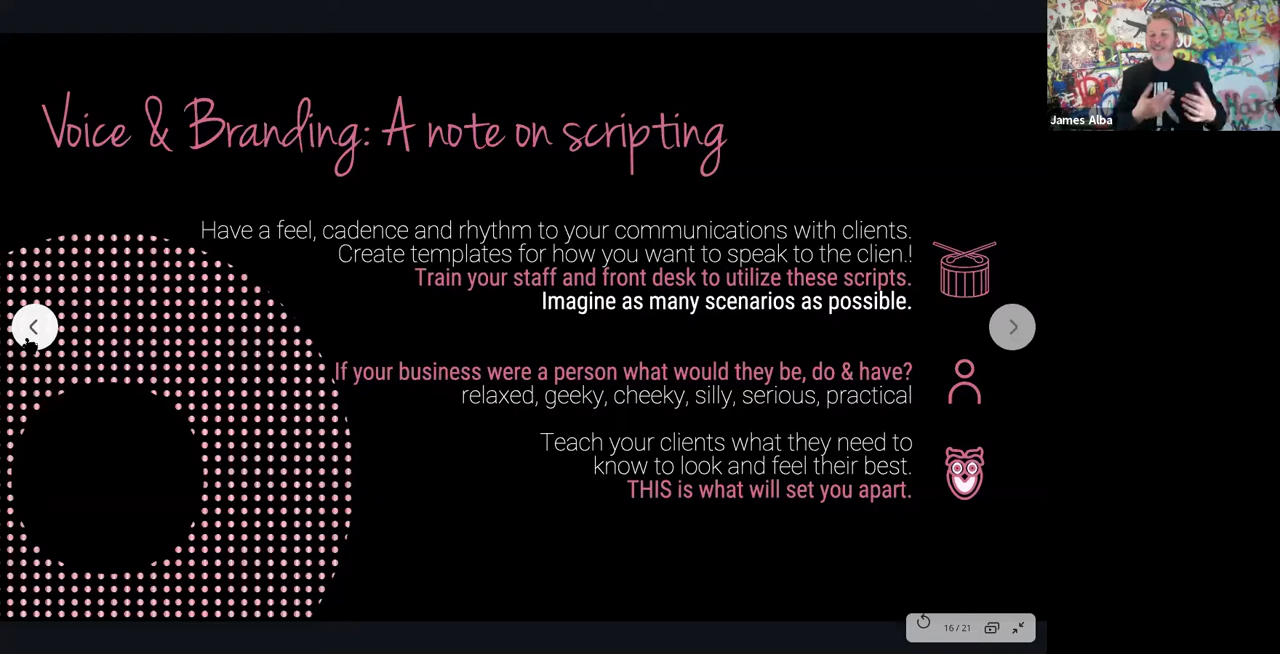 Voice & Branding: A note on scripting
Have a feel, cadence and rhythm to your communications with clients.
Create templates for how you want to speak to the clien.!
Train your staff and front desk to utilize these scripts.
Imagine as many scenarios as possible.
If your business were a person what would they be, do & have?
relaxed, geeky, cheeky, silly, serious, practical
Teach your clients what they need to
know to look and feel their best.
THIS is what will set you apart.
James Alba
16 / 21